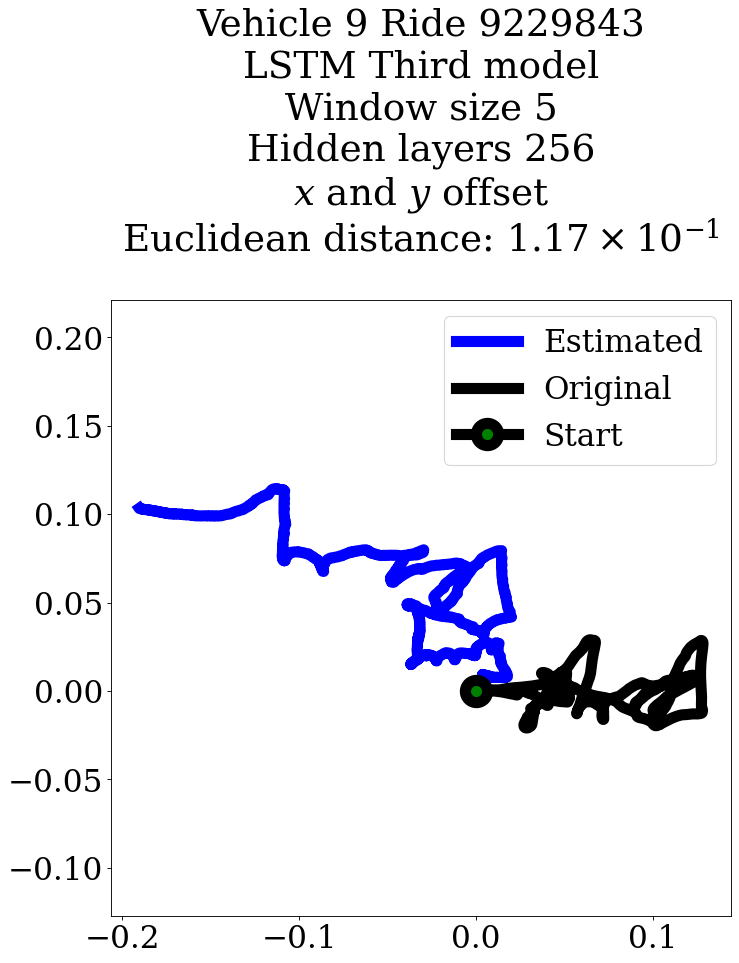 Vehicle 9 Ride 9229843
LSTM Third model
Window size 5
Hidden layers 256
x and y offset
Euclidean distance: 1.17 × 10⁻¹
Estimated
Original
Start
0.20
0.15
0.10
0.05
0.00
−0.05
−0.10
−0.2 −0.1 0.0 0.1